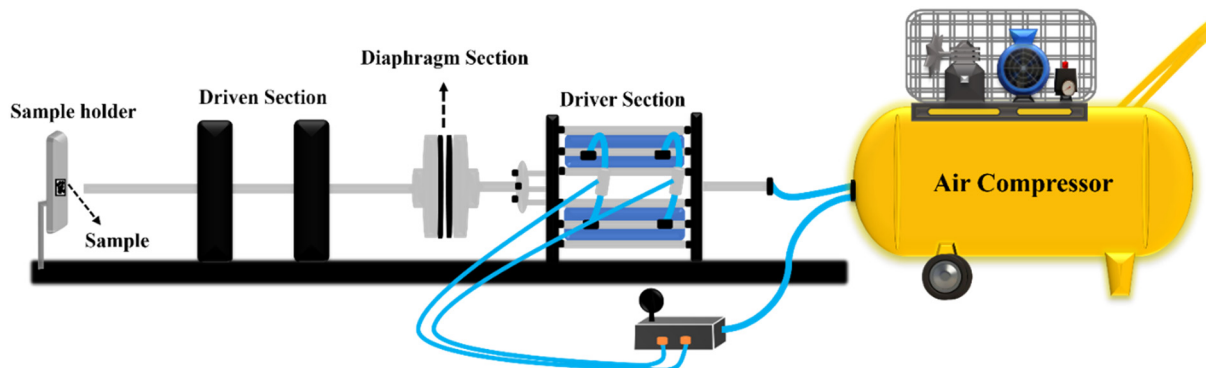 Diaphragm Section
Driven Section
Driver Section
Sample holder
Air Compressor
Sample